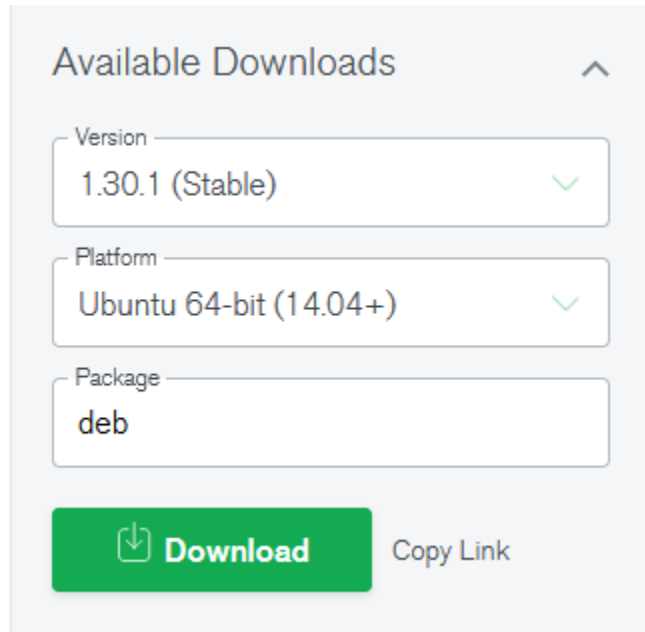 Available Downloads
Version
1.30.1 (Stable)
Platform
Ubuntu 64-bit (14.04+)
Package
deb
Download
Copy Link